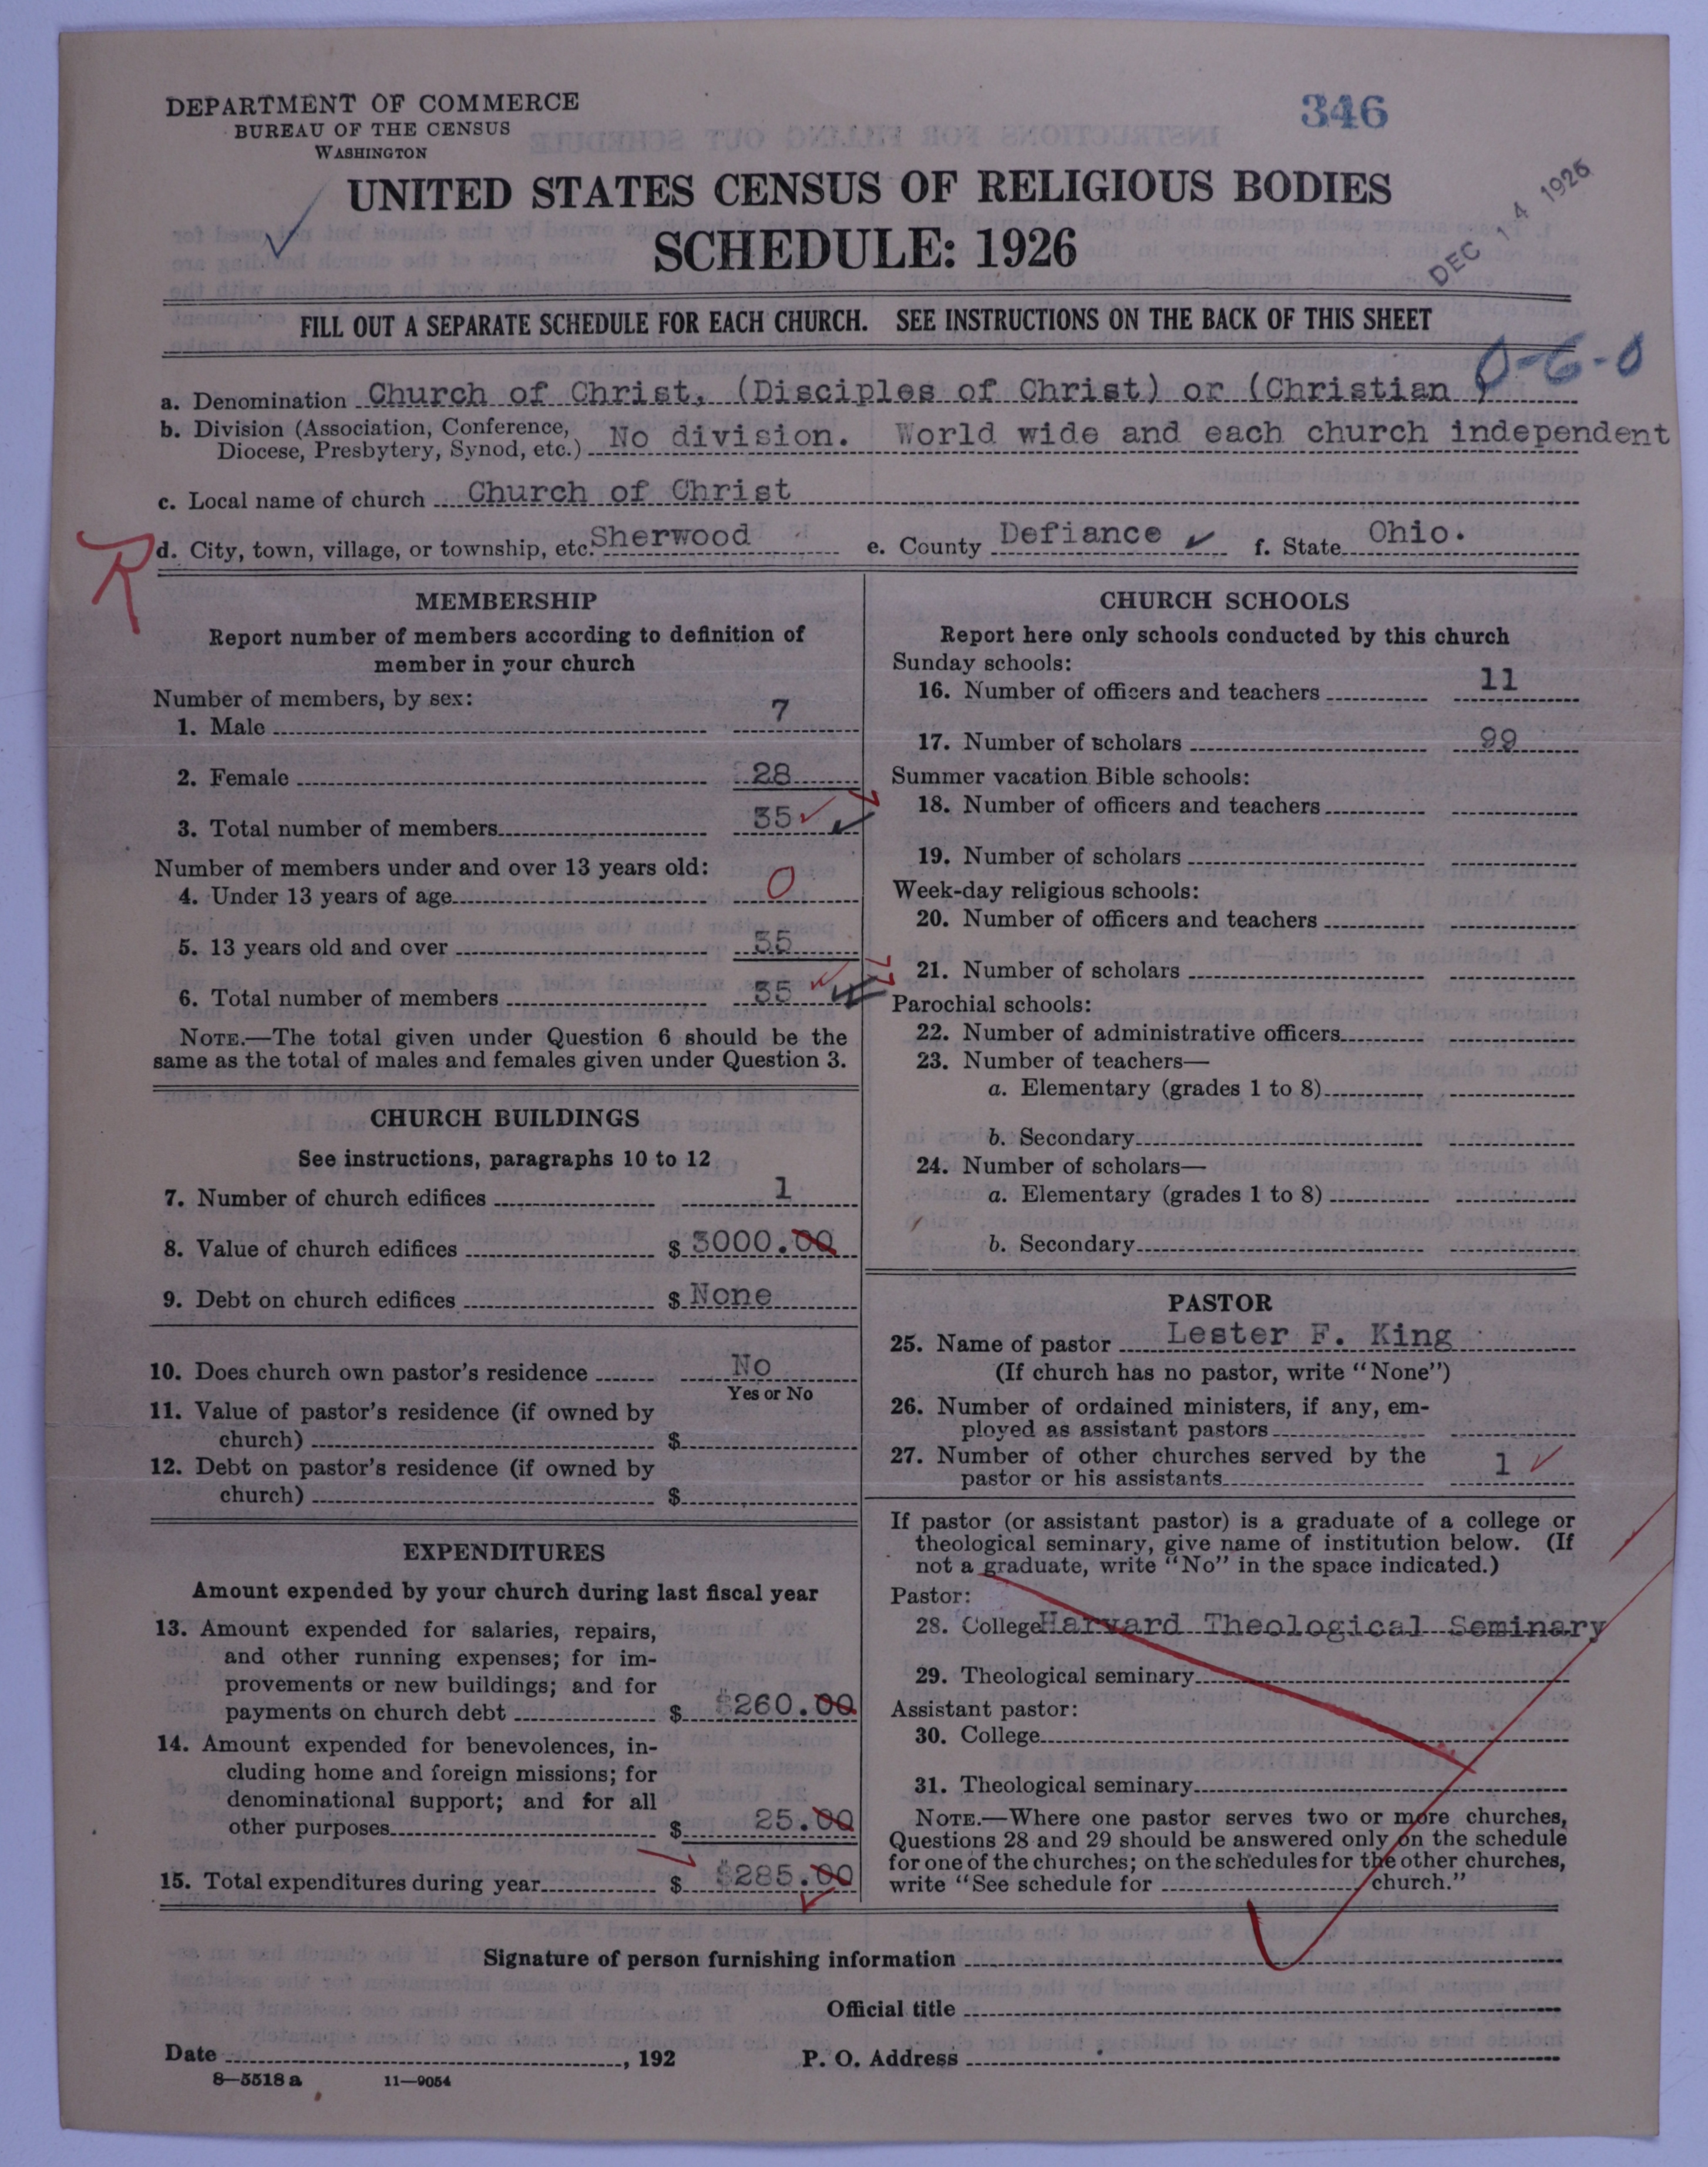 DEPARTMENT OF COMMERCE
BUREAU OF THE CENSUS
WASHINGTON
346
DEC 14 1926
UNITED STATES CENSUS OF RELIGIOUS BODIES
SCHEDULE: 1926
FILL OUT A SEPARATE SCHEDULE FOR EACH CHURCH. SEE INSTRUCTIONS ON THE BACK OF THIS SHEET
0-6-0
a. Denomination Church of Christ, (Disciples of Christ) or (Christian )
b. Division (Association, Conference, Diocese, Presbytery, Synod, etc.) No division. World wide and each church independent
c. Local name of church Church of Christ
R
d. City, town, village, or township, etc. Sherwood e. County Defiance f. State Ohio.
MEMBERSHIP
Report number of members according to definition of
member in your church
Number of members, by sex:
1. Male 7
2. Female 28
3. Total number of members 35
Number of members under and over 13 years old:
4. Under 13 years of age 0
5. 13 years old and over 35
6. Total number of members 35
NOTE.—The total given under Question 6 should be the
same as the total of males and females given under Question 3.
CHURCH BUILDINGS
See instructions, paragraphs 10 to 12
7. Number of church edifices 1
8. Value of church edifices $ 3000.00
9. Debt on church edifices $ None
10. Does church own pastor's residence No
Yes or No
11. Value of pastor's residence (if owned by
church) $
12. Debt on pastor's residence (if owned by
church) $
EXPENDITURES
Amount expended by your church during last fiscal year
13. Amount expended for salaries, repairs,
and other running expenses; for im-
provements or new buildings; and for
payments on church debt $ $260.00
14. Amount expended for benevolences, in-
cluding home and foreign missions; for
denominational support; and for all
other purposes $ 25.00
15. Total expenditures during year $ $285.00
CHURCH SCHOOLS
Report here only schools conducted by this church
Sunday schools:
16. Number of officers and teachers 11
17. Number of scholars 99
Summer vacation Bible schools:
18. Number of officers and teachers
19. Number of scholars
Week-day religious schools:
20. Number of officers and teachers
21. Number of scholars
Parochial schools:
22. Number of administrative officers
23. Number of teachers—
a. Elementary (grades 1 to 8)
b. Secondary
24. Number of scholars—
a. Elementary (grades 1 to 8)
b. Secondary
PASTOR
25. Name of pastor Lester F. King
(If church has no pastor, write "None")
26. Number of ordained ministers, if any, em-
ployed as assistant pastors
27. Number of other churches served by the
pastor or his assistants 1
If pastor (or assistant pastor) is a graduate of a college or
theological seminary, give name of institution below. (If
not a graduate, write "No" in the space indicated.)
Pastor:
28. College Harvard Theological Seminary
29. Theological seminary
Assistant pastor:
30. College
31. Theological seminary
NOTE.—Where one pastor serves two or more churches,
Questions 28 and 29 should be answered only on the schedule
for one of the churches; on the schedules for the other churches,
write "See schedule for church."
Signature of person furnishing information
Official title
Date , 192 P. O. Address
8—5518 a 11—9054